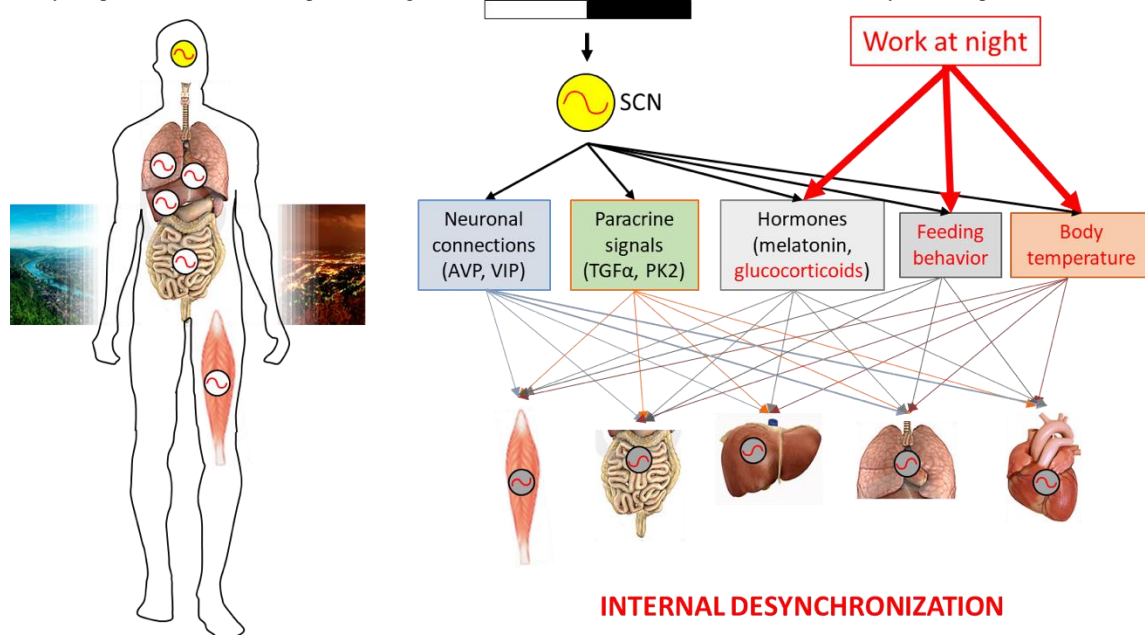 Work at night
SCN
Neuronal
connections
(AVP, VIP)
Paracrine
signals
(TGFα, PK2)
Hormones
(melatonin,
glucocorticoids)
Feeding
behavior
Body
temperature
INTERNAL DESYNCHRONIZATION